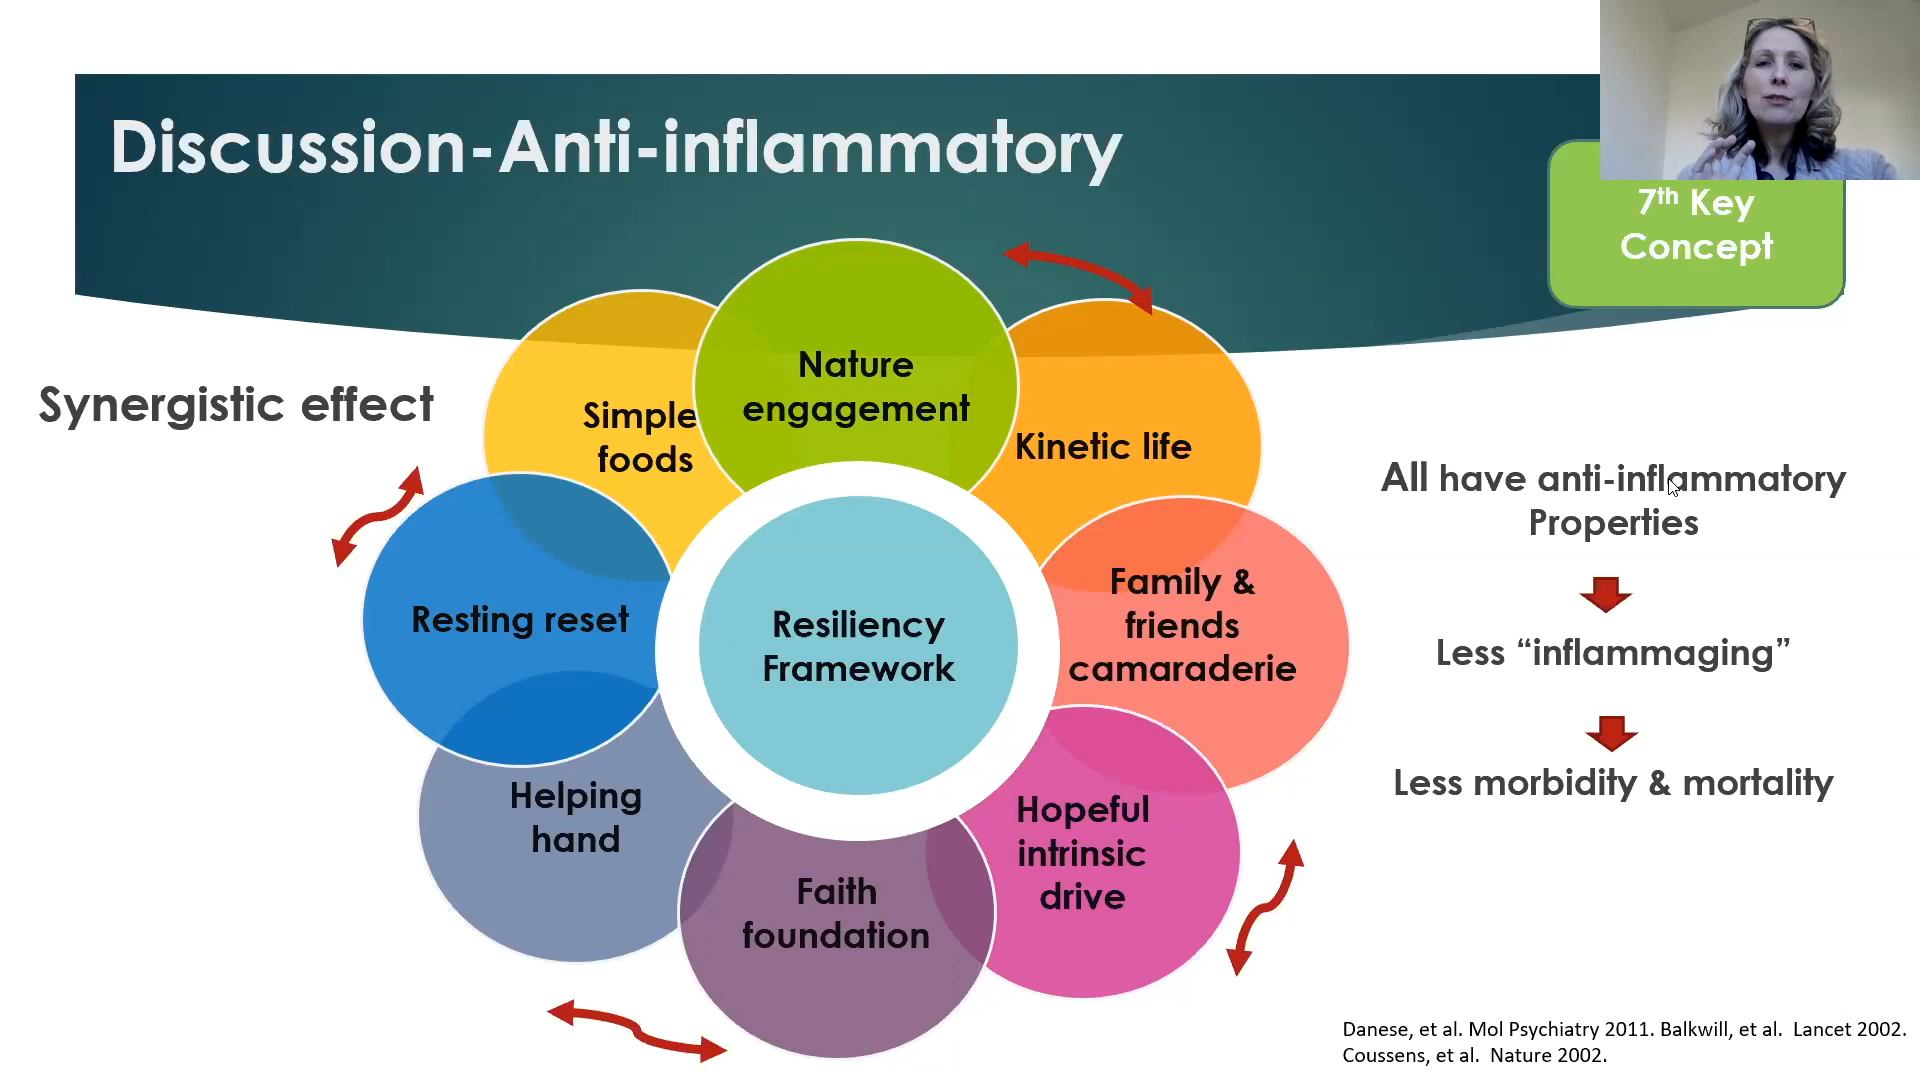 Discussion-Anti-inflammatory
7th Key
Concept
Synergistic effect
Nature
engagement
Simple
foods
Kinetic life
Resting reset
Resiliency
Framework
Family &
friends
camaraderie
Helping
hand
Faith
foundation
Hopeful
intrinsic
drive
All have anti-inflammatory
Properties
Less “inflammaging”
Less morbidity & mortality
Danese, et al. Mol Psychiatry 2011. Balkwill, et al.  Lancet 2002.
Coussens, et al.  Nature 2002.